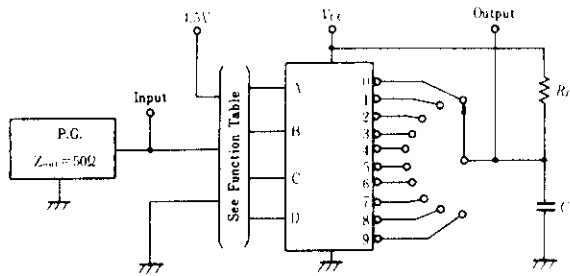 4.5V
VCC
Output
Input
P.G.
Zout = 50Ω
See Function Table
A
B
C
D
0
1
2
3
4
5
6
7
8
9
C